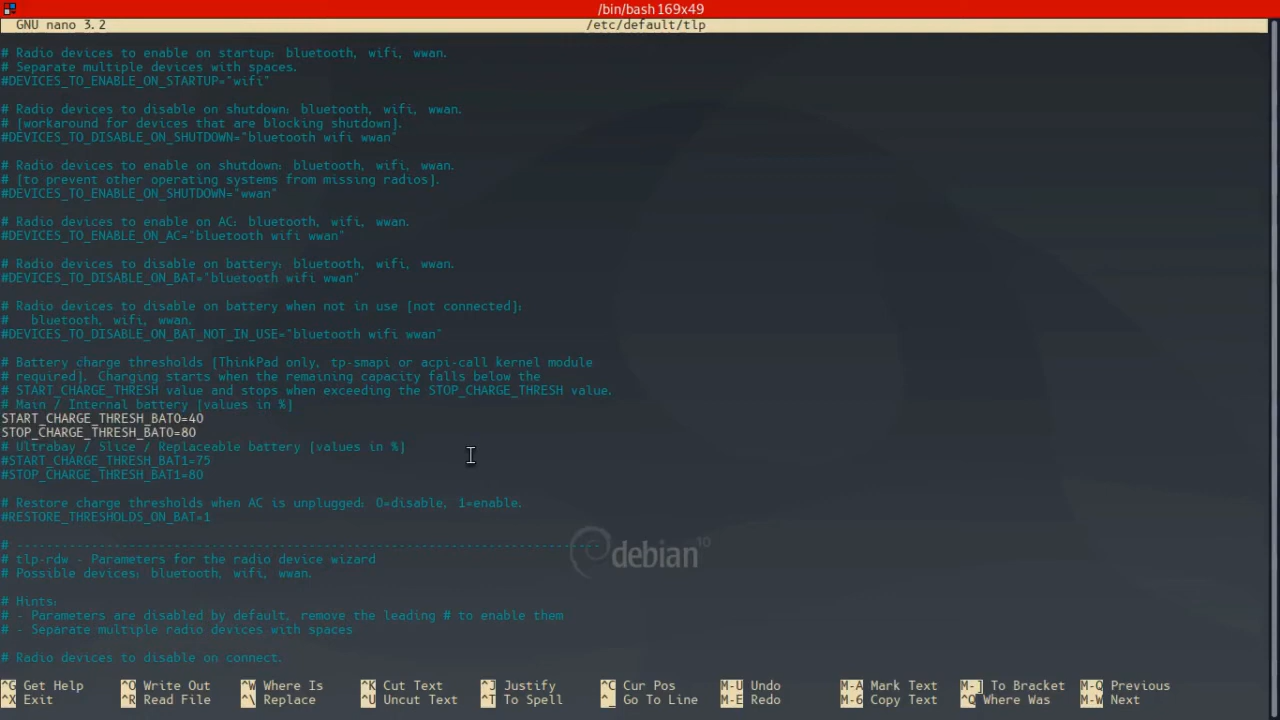 /bin/bash 169x49
GNU nano 3.2 /etc/default/tlp
# Radio devices to enable on startup: bluetooth, wifi, wwan.
# Separate multiple devices with spaces.
#DEVICES_TO_ENABLE_ON_STARTUP="wifi"
# Radio devices to disable on shutdown: bluetooth, wifi, wwan.
# [workaround for devices that are blocking shutdown].
#DEVICES_TO_DISABLE_ON_SHUTDOWN="bluetooth wifi wwan"
# Radio devices to enable on shutdown: bluetooth, wifi, wwan.
# [to prevent other operating systems from missing radios].
#DEVICES_TO_ENABLE_ON_SHUTDOWN="wwan"
# Radio devices to enable on AC: bluetooth, wifi, wwan.
#DEVICES_TO_ENABLE_ON_AC="bluetooth wifi wwan"
# Radio devices to disable on battery: bluetooth, wifi, wwan.
#DEVICES_TO_DISABLE_ON_BAT="bluetooth wifi wwan"
# Radio devices to disable on battery when not in use [not connected]:
#   bluetooth, wifi, wwan.
#DEVICES_TO_DISABLE_ON_BAT_NOT_IN_USE="bluetooth wifi wwan"
# Battery charge thresholds [ThinkPad only, tp-smapi or acpi-call kernel module
# required]. Charging starts when the remaining capacity falls below the
# START_CHARGE_THRESH value and stops when exceeding the STOP_CHARGE_THRESH value.
# Main / Internal battery [values in %]
START_CHARGE_THRESH_BAT0=40
STOP_CHARGE_THRESH_BAT0=80
# Ultrabay / Slice / Replaceable battery [values in %]
#START_CHARGE_THRESH_BAT1=75
#STOP_CHARGE_THRESH_BAT1=80
# Restore charge thresholds when AC is unplugged: 0=disable, 1=enable.
#RESTORE_THRESHOLDS_ON_BAT=1
# ------------------------------------------------------------------------------
# tlp-rdw - Parameters for the radio device wizard
debian 10
# Possible devices: bluetooth, wifi, wwan.
# Hints:
# - Parameters are disabled by default, remove the leading # to enable them
# - Separate multiple radio devices with spaces
# Radio devices to disable on connect.
^G Get Help ^O Write Out ^W Where Is ^K Cut Text ^J Justify ^C Cur Pos M-U Undo M-A Mark Text M-] To Bracket M-Q Previous
^X Exit ^R Read File ^\ Replace ^U Uncut Text ^T To Spell ^_ Go To Line M-E Redo M-6 Copy Text ^Q Where Was M-W Next